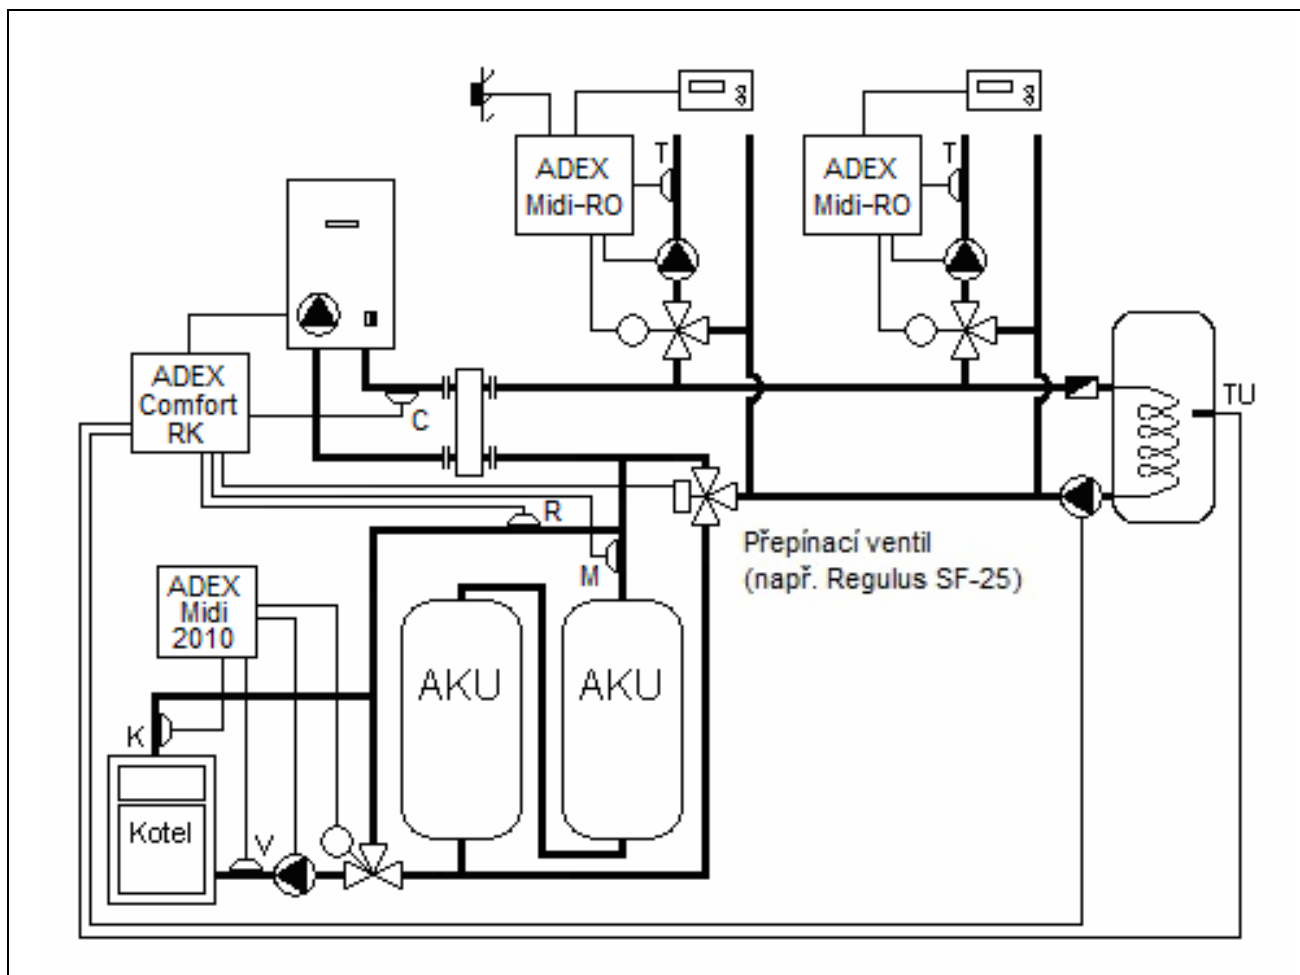 T
ADEX
Midi-RO
T
ADEX
Midi-RO
ADEX
Comfort
RK
C
TU
R
M
Přepínací ventil
(např. Regulus SF-25)
ADEX
Midi
2010
AKU
AKU
K
Kotel
V